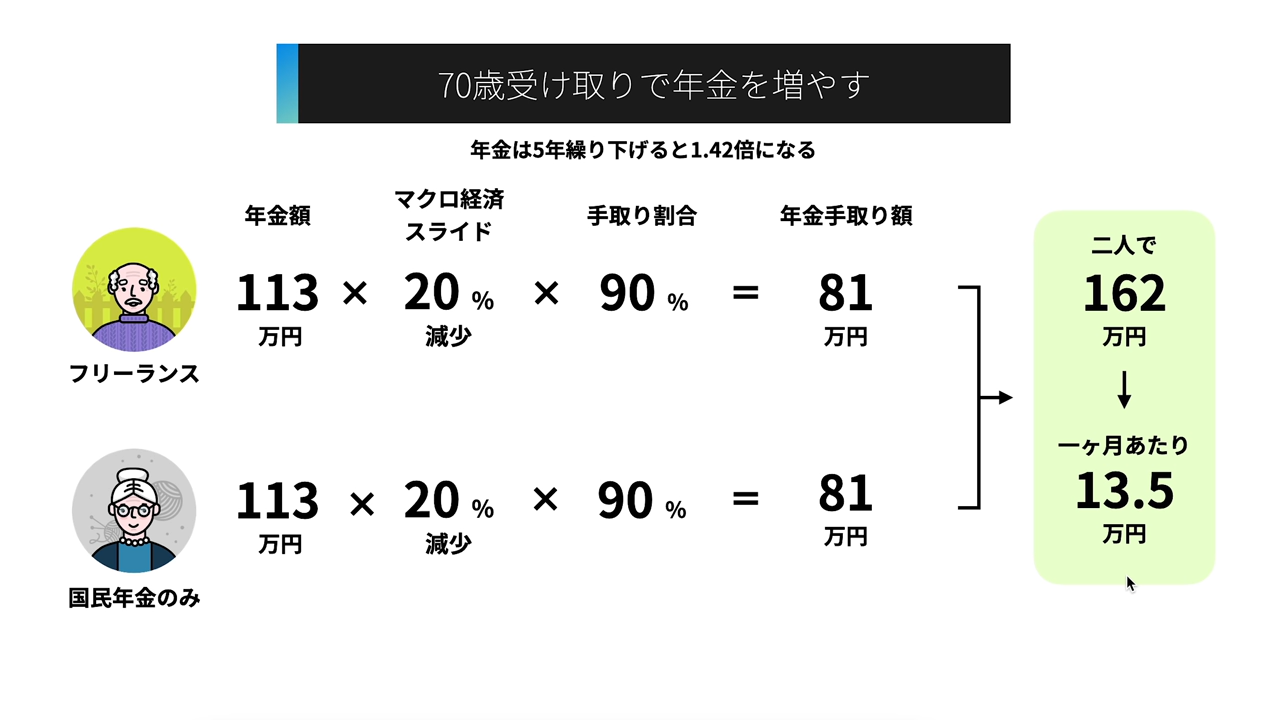 70歳受け取りで年金を増やす
年金は5年繰り下げると1.42倍になる
年金額
マクロ経済
スライド
手取り割合
年金手取り額
113 × 20 % × 90 % = 81
万円 減少 万円
フリーランス
113 × 20 % × 90 % = 81
万円 減少 万円
国民年金のみ
二人で
162
万円
一ヶ月あたり
13.5
万円